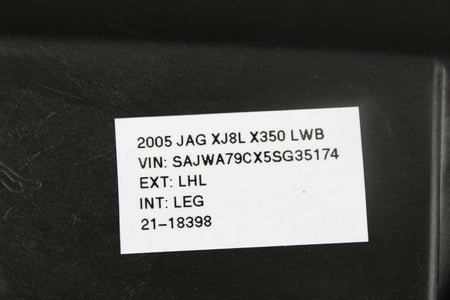 2005 JAG XJ8L X350 LWB
VIN: SAJWA79CX5SG35174
EXT: LHL
INT: LEG
21-18398